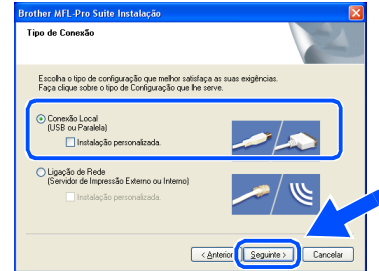 Brother MFL-Pro Suite Instalação
Tipo de Conexão
Escolha o tipo de configuração que melhor satisfaça as suas exigências.
Faça clique sobre o tipo de Configuração que lhe serve.
Conexão Local
(USB ou Paralela)
Instalação personalizada.
Ligação de Rede
(Servidor de Impressão Externo ou Interno)
Instalação personalizada.
< Anterior
Seguinte >
Cancelar